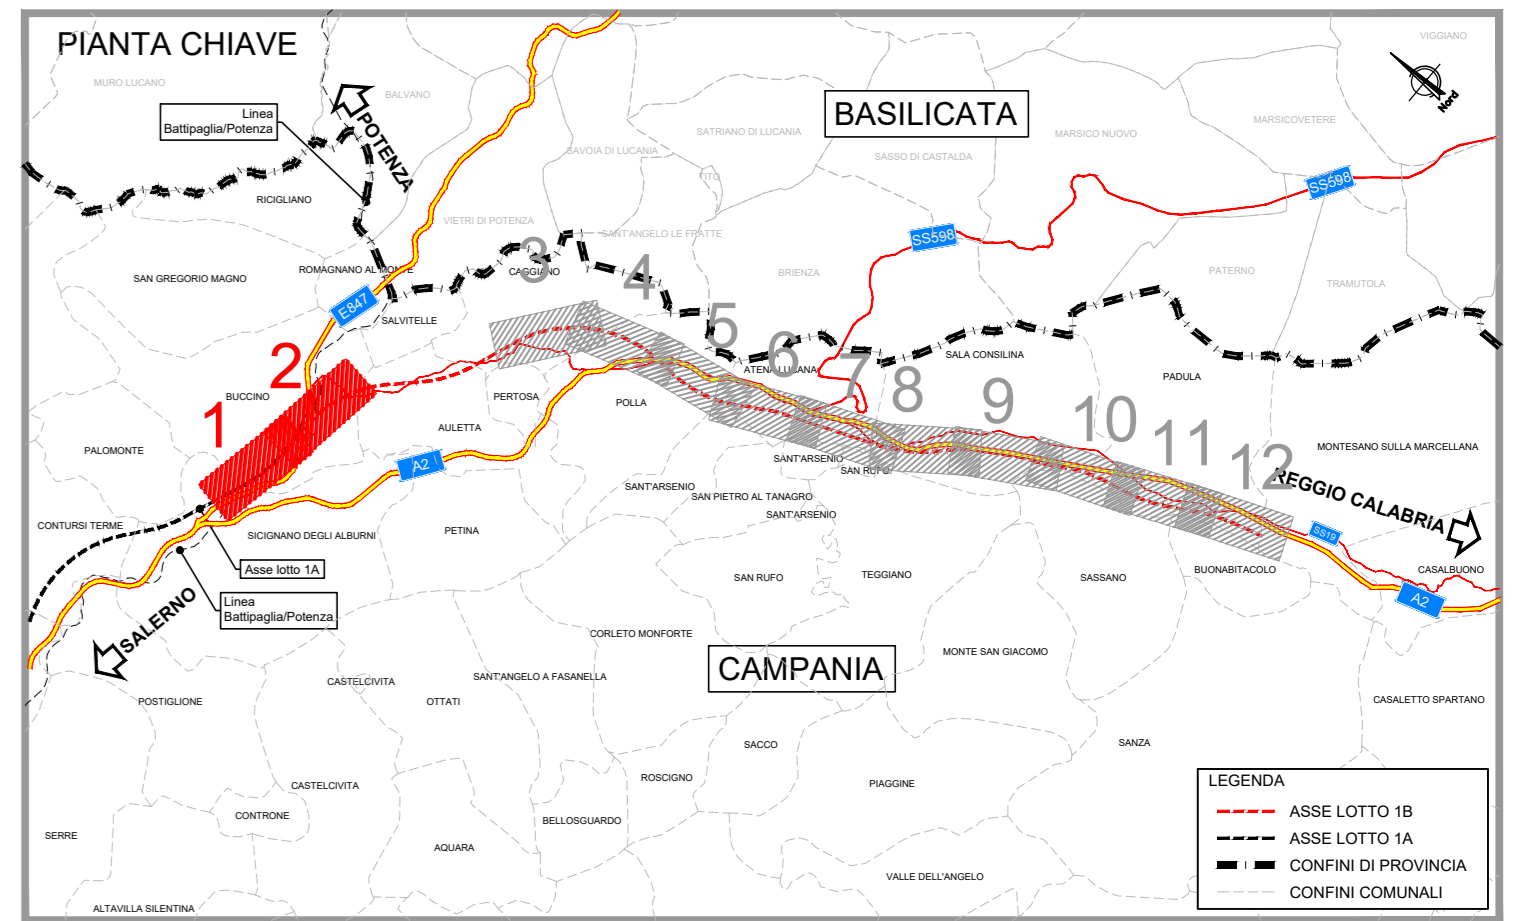 PIANTA CHIAVE
VIGGIANO
MURO LUCANO
BALVANO
Linea
Battipaglia/Potenza
POTENZA
BASILICATA
Nord
SATRIANO DI LUCANIA
MARSICO NUOVO
MARSICOVETERE
SAVOIA DI LUCANIA
SASSO DI CASTALDA
TITO
SS598
RICIGLIANO
VIETRI DI POTENZA
SANT'ANGELO LE FRATTE
SS598
3
4
ROMAGNANO AL MONTE
CAGGIANO
BRIENZA
PATERNO
TRAMUTOLA
SAN GREGORIO MAGNO
E847
SALVITELLE
5
6
7
8
9
10
11
12
SALA CONSILINA
ATENA LUCANA
PADULA
2
1
BUCCINO
PERTOSA
POLLA
AULETTA
PALOMONTE
MONTESANO SULLA MARCELLANA
A2
SANT'ARSENIO
SAN RUFO
REGGIO CALABRIA
SANT'ARSENIO
SAN PIETRO AL TANAGRO
SANT'ARSENIO
CONTURSI TERME
SICIGNANO DEGLI ALBURNI
PETINA
SS19
Asse lotto 1A
SAN RUFO
TEGGIANO
SASSANO
BUONABITACOLO
CASALBUONO
A2
Linea
Battipaglia/Potenza
SALERNO
CORLETO MONFORTE
MONTE SAN GIACOMO
CAMPANIA
CASTELCIVITA
SANT'ANGELO A FASANELLA
POSTIGLIONE
OTTATI
CASALETTO SPARTANO
SACCO
SANZA
ROSCIGNO
PIAGGINE
CASTELCIVITA
CONTRONE
BELLOSGUARDO
SERRE
AQUARA
VALLE DELL'ANGELO
ALTAVILLA SILENTINA
LEGENDA
ASSE LOTTO 1B
ASSE LOTTO 1A
CONFINI DI PROVINCIA
CONFINI COMUNALI